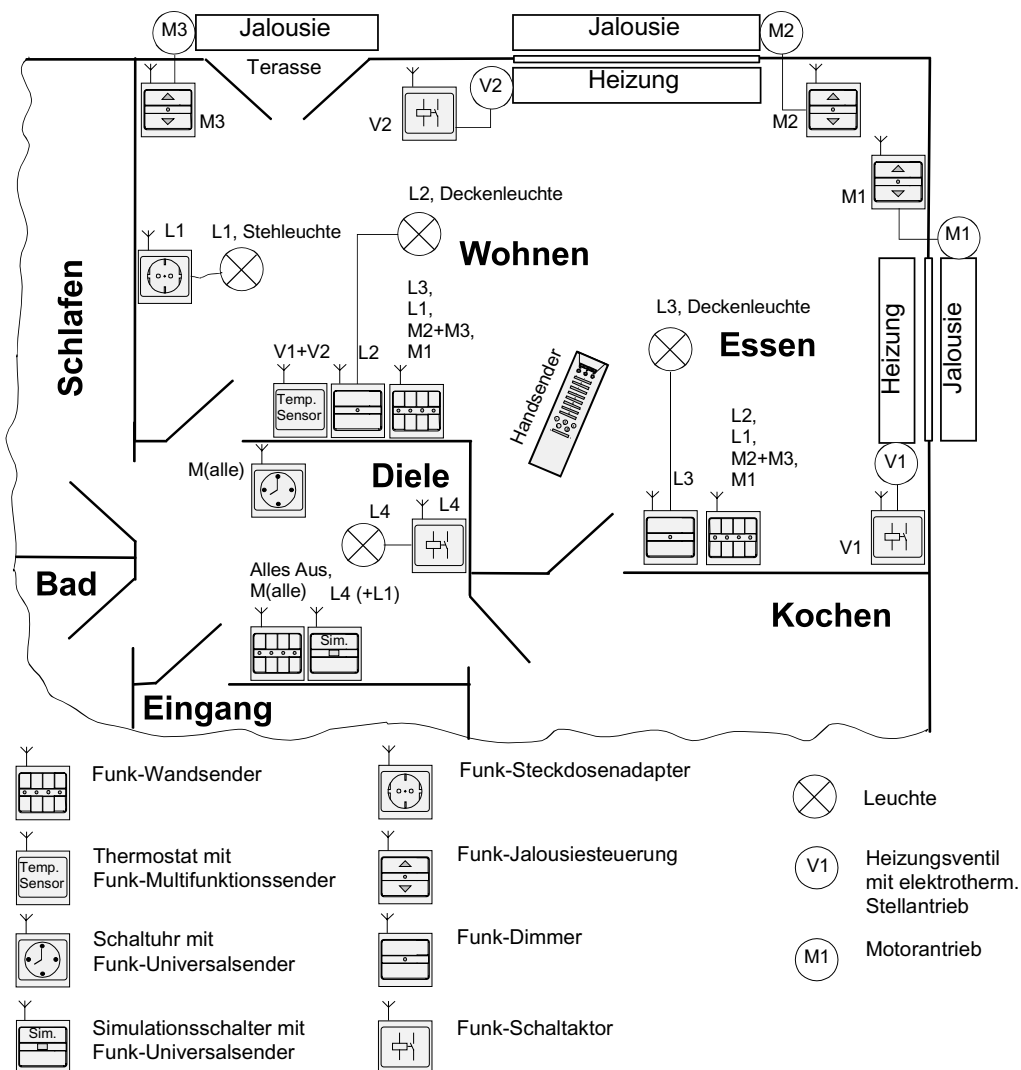 M3
Jalousie
Jalousie
M2
Terasse
V2
Heizung
M3
V2
M2
M1
M1
L1
L1, Stehleuchte
L2, Deckenleuchte
Wohnen
Schlafen
L3,
L1,
M2+M3,
M1
V1+V2
L2
Temp.
Sensor
L3, Deckenleuchte
Essen
Handsender
Heizung
Jalousie
L2,
L1,
M2+M3,
M1
L3
V1
V1
M(alle)
Diele
L4
L4
Bad
Alles Aus,
M(alle)
L4 (+L1)
Sim.
Kochen
Eingang
Funk-Wandsender
Temp.
Sensor
Thermostat mit
Funk-Multifunktionssender
Schaltuhr mit
Funk-Universalsender
Sim.
Simulationsschalter mit
Funk-Universalsender
Funk-Steckdosenadapter
Funk-Jalousiesteuerung
Funk-Dimmer
Funk-Schaltaktor
Leuchte
V1
Heizungsventil
mit elektrotherm.
Stellantrieb
M1
Motorantrieb